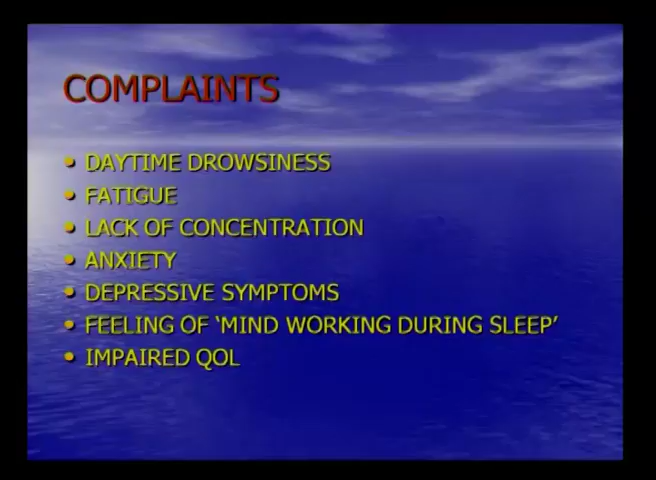 COMPLAINTS
• DAYTIME DROWSINESS
• FATIGUE
• LACK OF CONCENTRATION
• ANXIETY
• DEPRESSIVE SYMPTOMS
• FEELING OF ‘MIND WORKING DURING SLEEP’
• IMPAIRED QOL